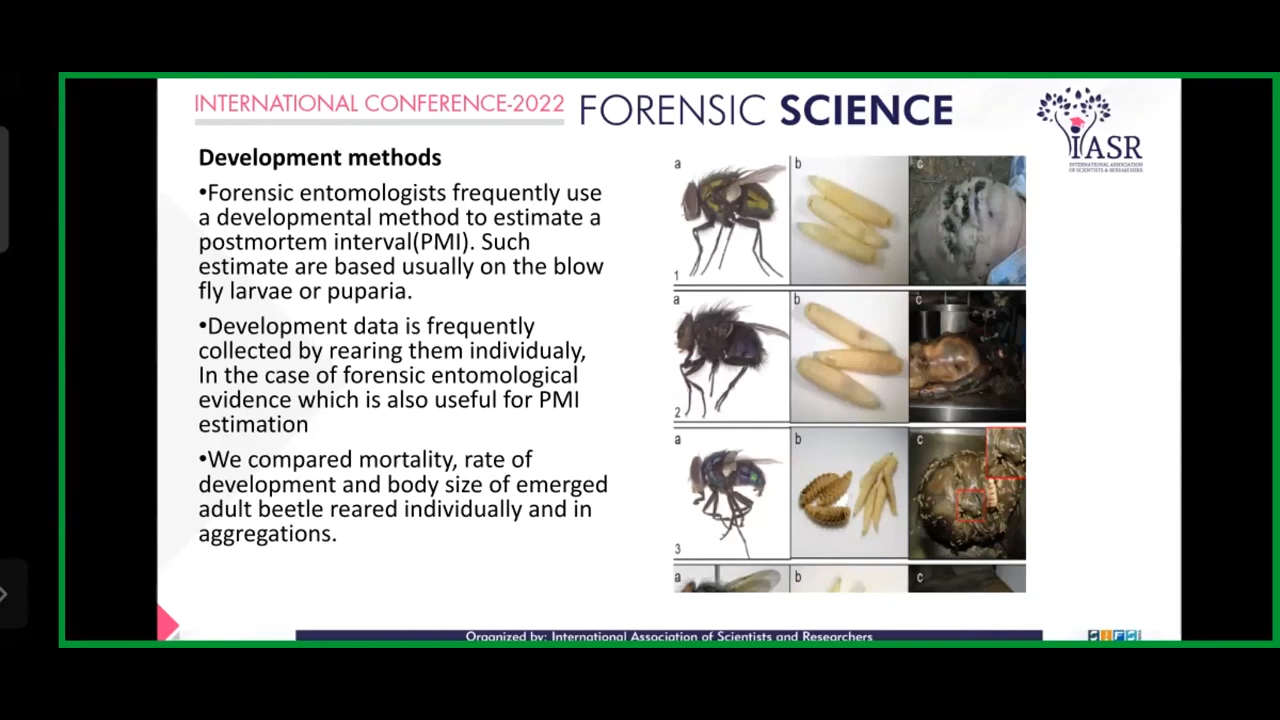 INTERNATIONAL CONFERENCE-2022 FORENSIC SCIENCE
IASR
INTERNATIONAL ASSOCIATION
OF SCIENTISTS & RESEARCHERS
Development methods
•Forensic entomologists frequently use
a developmental method to estimate a
postmortem interval(PMI). Such
estimate are based usually on the blow
fly larvae or puparia.
•Development data is frequently
collected by rearing them individualy,
In the case of forensic entomological
evidence which is also useful for PMI
estimation
•We compared mortality, rate of
development and body size of emerged
adult beetle reared individually and in
aggregations.
a b c
1
a b c
2
a b c
3
a b c
Organized by: International Association of Scientists and Researchers
SIFS